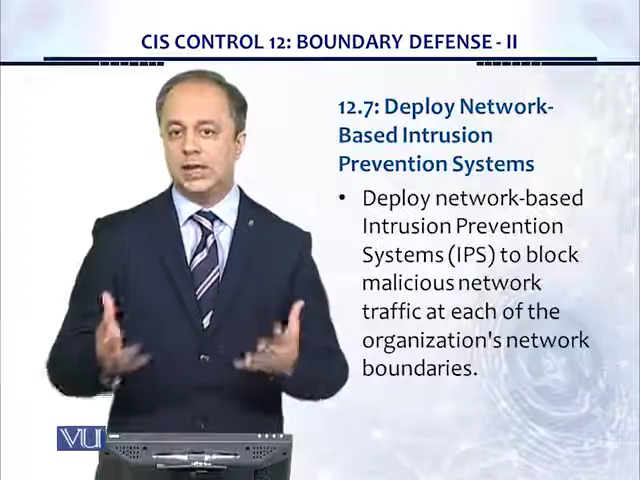 CIS CONTROL 12: BOUNDARY DEFENSE - II
12.7: Deploy Network-
Based Intrusion
Prevention Systems
• Deploy network-based
Intrusion Prevention
Systems (IPS) to block
malicious network
traffic at each of the
organization's network
boundaries.
VU